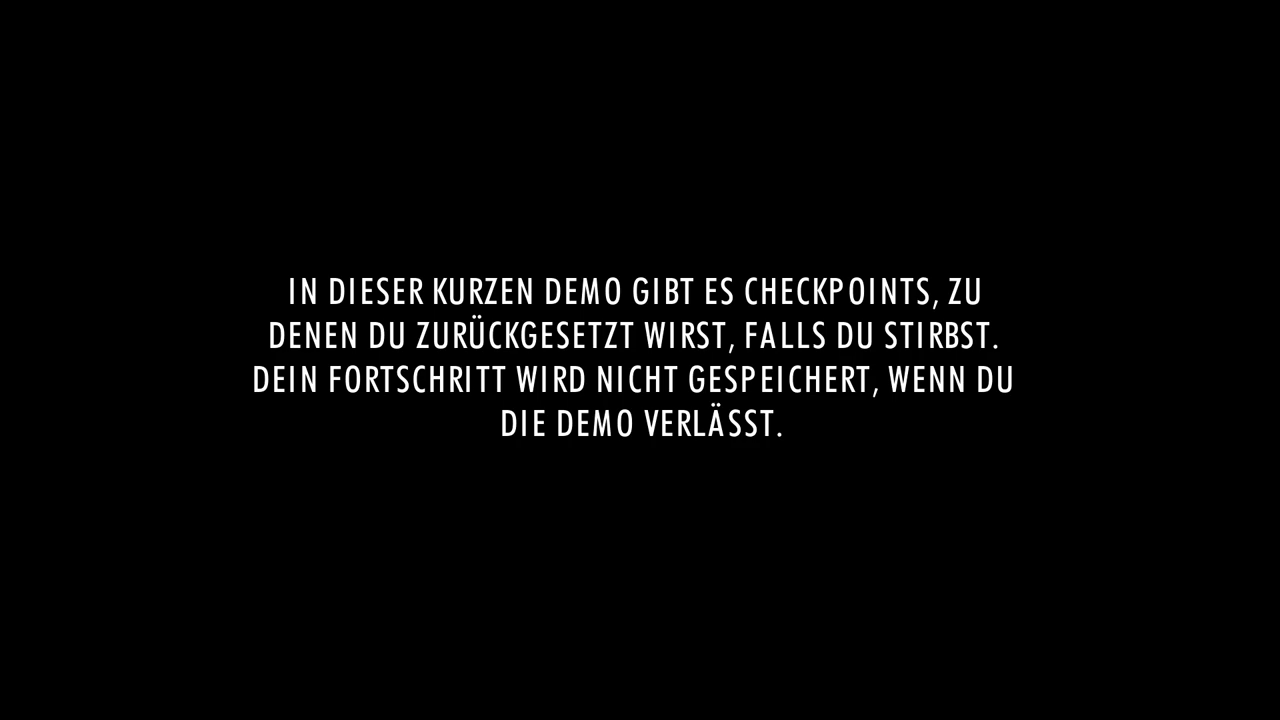 IN DIESER KURZEN DEMO GIBT ES CHECKPOINTS, ZU
DENEN DU ZURÜCKGESETZT WIRST, FALLS DU STIRBST.
DEIN FORTSCHRITT WIRD NICHT GESPEICHERT, WENN DU
DIE DEMO VERLÄSST.